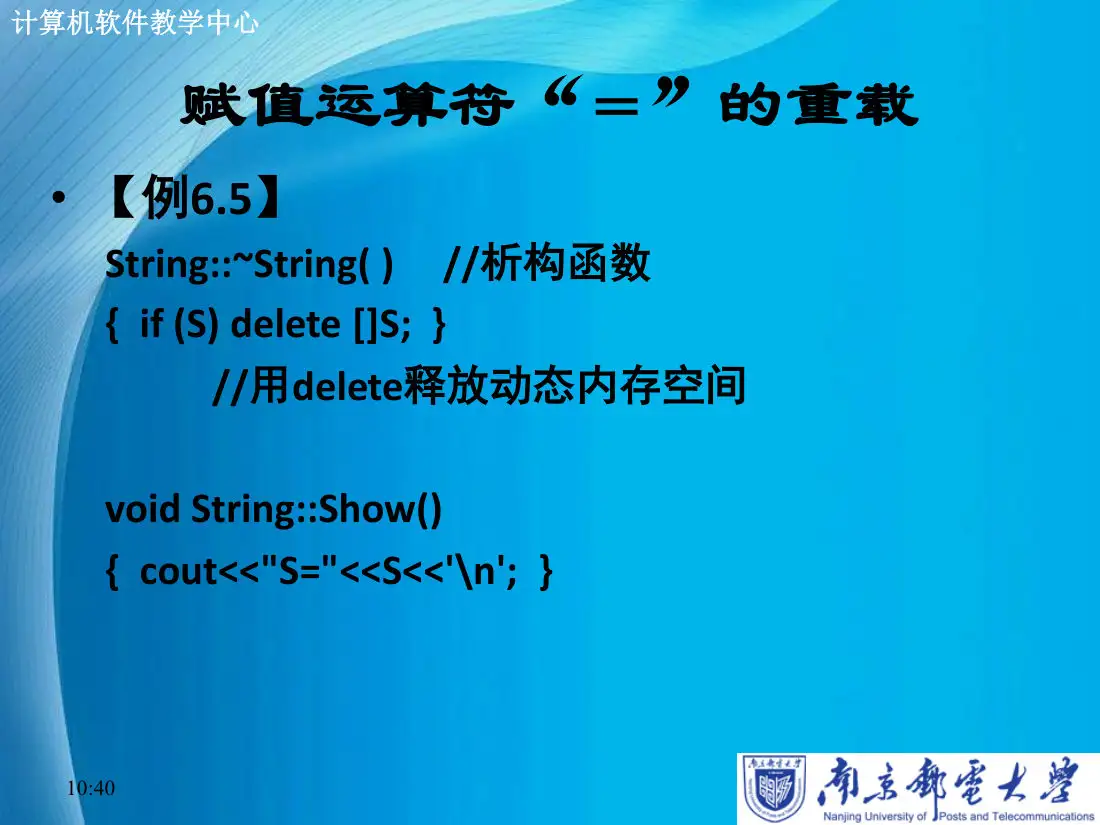 计算机软件教学中心
赋值运算符“=”的重载
• 【例6.5】
String::~String( ) //析构函数
{ if (S) delete []S; }
//用delete释放动态内存空间
void String::Show()
{ cout<<"S="<<S<<'\n'; }
10:40
南京郵電大學
Nanjing University of Posts and Telecommunications